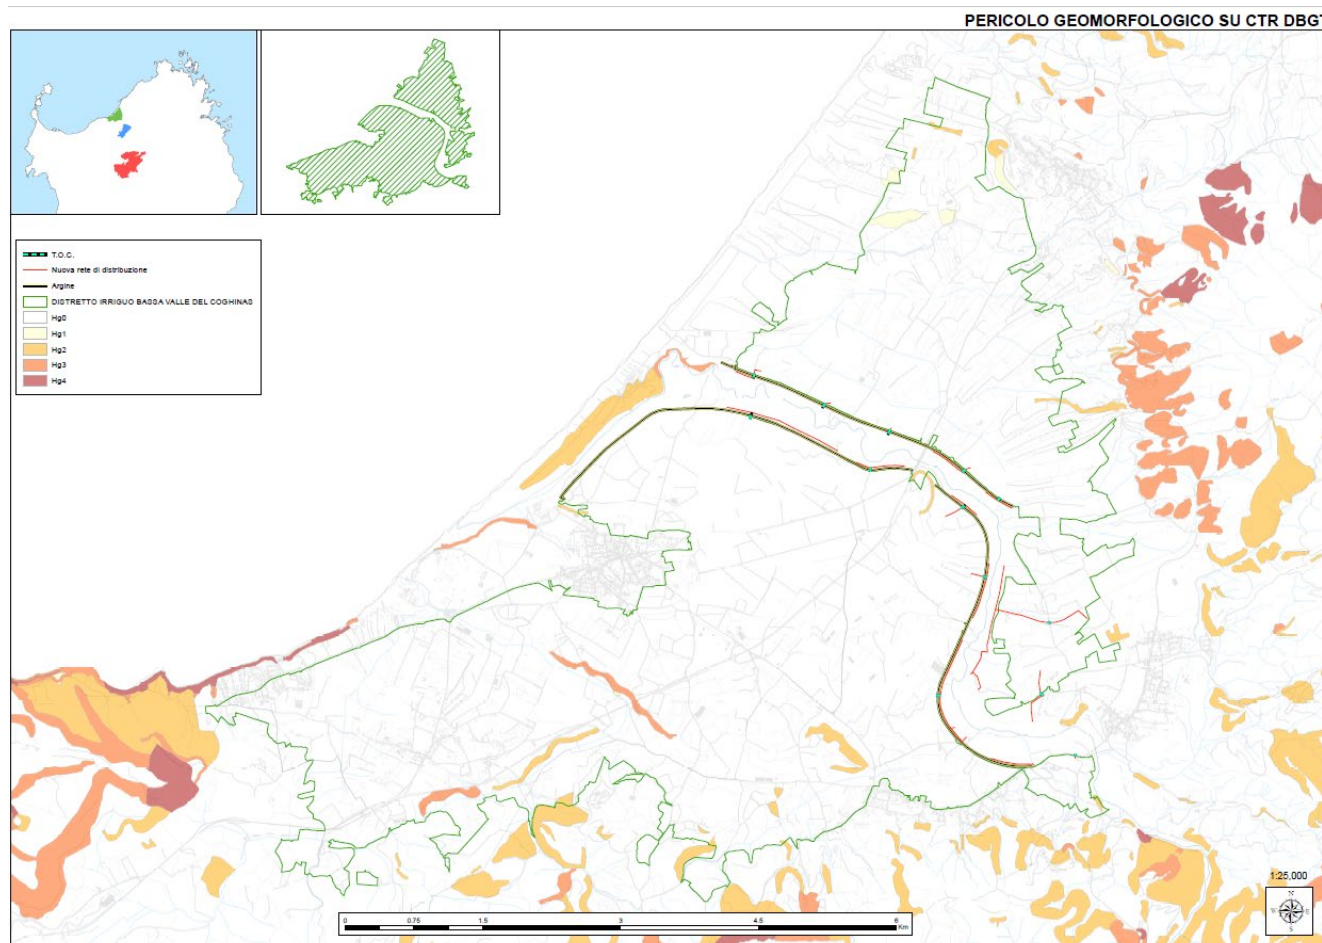 PERICOLO GEOMORFOLOGICO SU CTR DBGT
T.O.C.
Nuova rete di distribuzione
Argine
DISTRETTO IRRIGUO BASSA VALLE DEL COGHINAS
Hg0
Hg1
Hg2
Hg3
Hg4
1:25,000
N
W E
S
0 0.75 1.5 3 4.5 6
Km